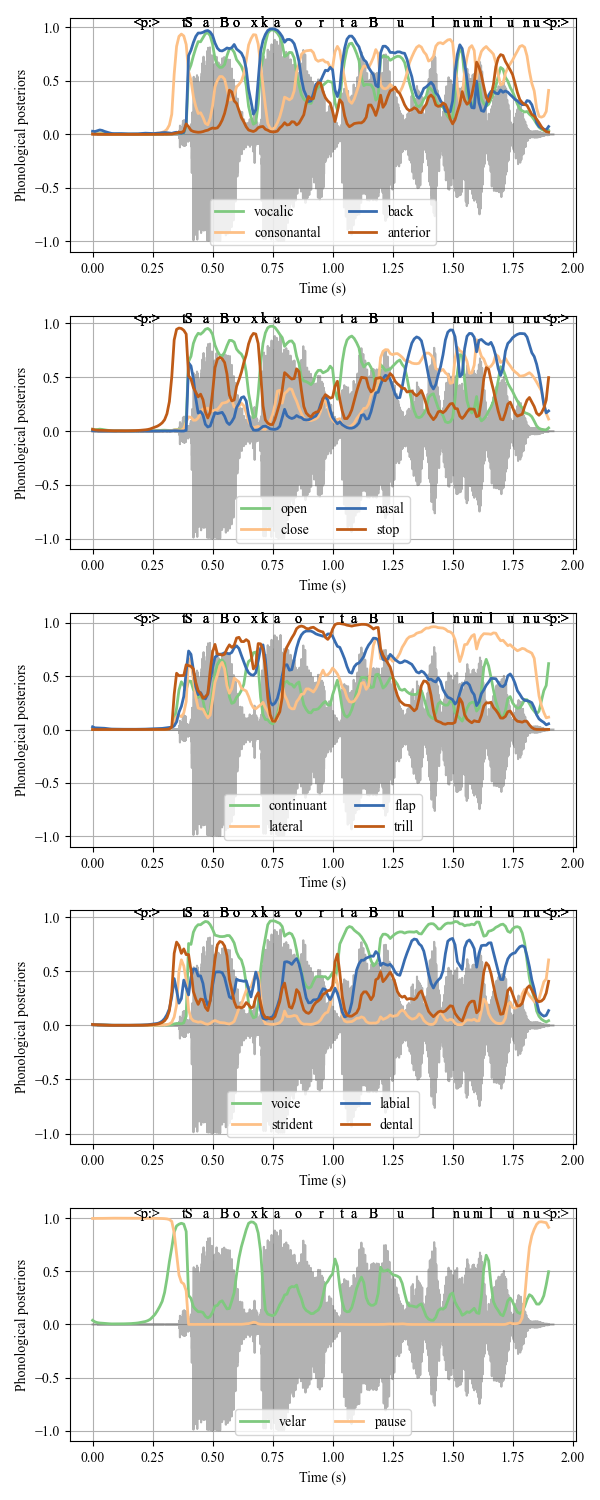 <p:> tS a B o x k a o r t a B u l n u ni l u n u <p:>
1.0
0.5
0.0
−0.5
−1.0
Phonological posteriors
vocalic back
consonantal anterior
0.00 0.25 0.50 0.75 1.00 1.25 1.50 1.75 2.00
Time (s)
<p:> tS a B o x k a o r t a B u l n u ni l u n u <p:>
1.0
0.5
0.0
−0.5
−1.0
Phonological posteriors
open nasal
close stop
0.00 0.25 0.50 0.75 1.00 1.25 1.50 1.75 2.00
Time (s)
<p:> tS a B o x k a o r t a B u l n u ni l u n u <p:>
1.0
0.5
0.0
−0.5
−1.0
Phonological posteriors
continuant flap
lateral trill
0.00 0.25 0.50 0.75 1.00 1.25 1.50 1.75 2.00
Time (s)
<p:> tS a B o x k a o r t a B u l n u ni l u n u <p:>
1.0
0.5
0.0
−0.5
−1.0
Phonological posteriors
voice labial
strident dental
0.00 0.25 0.50 0.75 1.00 1.25 1.50 1.75 2.00
Time (s)
<p:> tS a B o x k a o r t a B u l n u ni l u n u <p:>
1.0
0.5
0.0
−0.5
−1.0
Phonological posteriors
velar pause
0.00 0.25 0.50 0.75 1.00 1.25 1.50 1.75 2.00
Time (s)